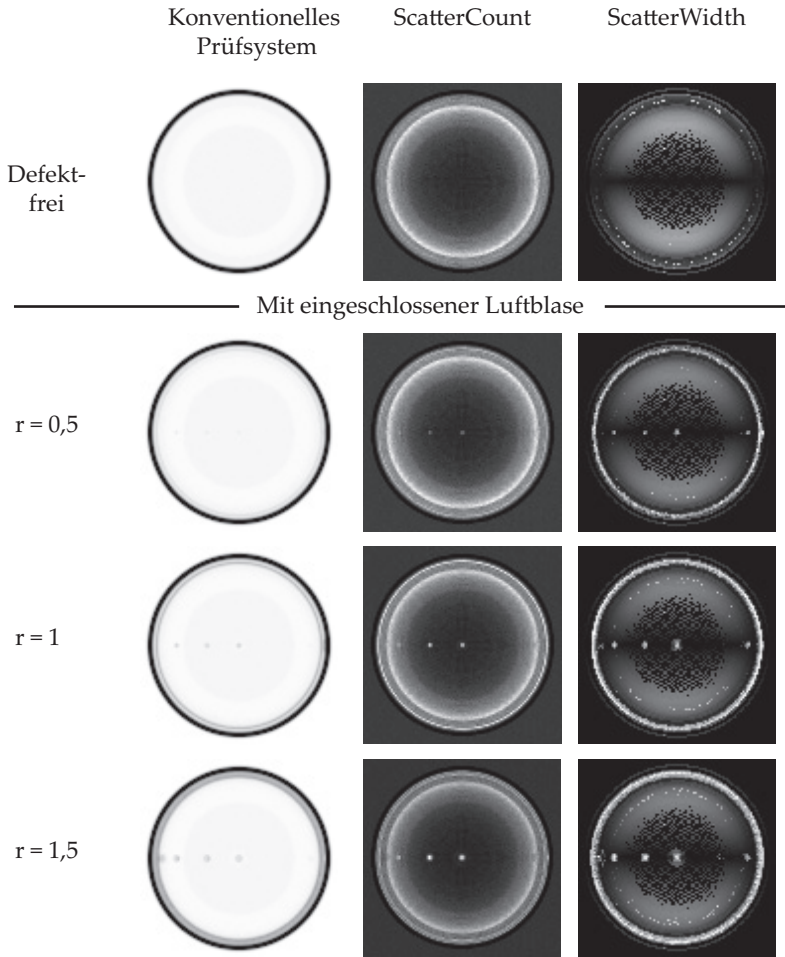 Konventionelles
Prüfsystem
ScatterCount
ScatterWidth
Defekt-
frei
Mit eingeschlossener Luftblase
r = 0,5
r = 1
r = 1,5